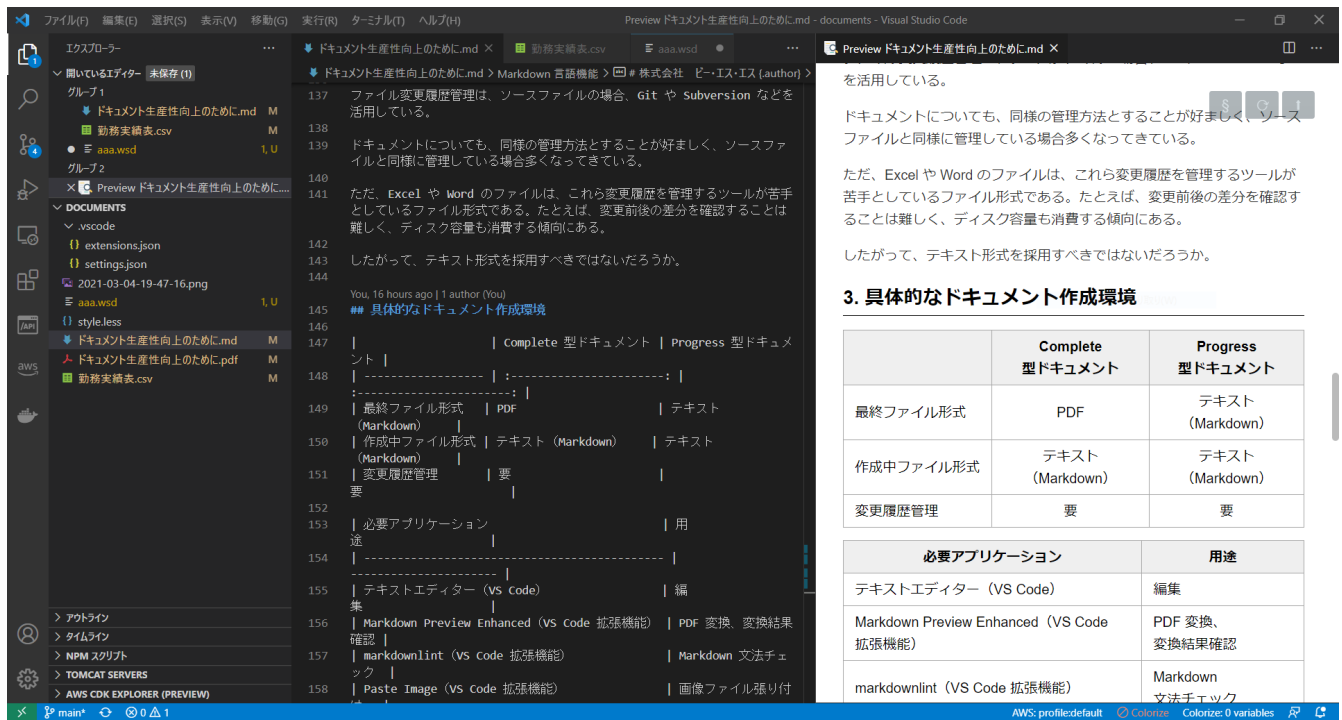 ファイル(F) 編集(E) 選択(S) 表示(V) 移動(G) 実行(R) ターミナル(T) ヘルプ(H)
Preview ドキュメント生産性向上のために.md - documents - Visual Studio Code
エクスプローラー
開いているエディター 未保存 (1)
グループ 1
ドキュメント生産性向上のために.md M
勤務実績表.csv M
aaa.wsd 1, U
グループ 2
Preview ドキュメント生産性向上のために....
DOCUMENTS
.vscode
extensions.json
settings.json
2021-03-04-19-47-16.png
aaa.wsd 1, U
style.less
ドキュメント生産性向上のために.md M
ドキュメント生産性向上のために.pdf M
勤務実績表.csv M
アウトライン
タイムライン
NPM スクリプト
TOMCAT SERVERS
AWS CDK EXPLORER (PREVIEW)
ドキュメント生産性向上のために.md
勤務実績表.csv
aaa.wsd
ドキュメント生産性向上のために.md > Markdown 言語機能 > # 株式会社 ピー・エス・エス {.author} >
137 ファイル変更履歴管理は、ソースファイルの場合、Git や Subversion などを
活用している。
138
139 ドキュメントについても、同様の管理方法とすることが好ましく、ソースファ
イルと同様に管理している場合多くなってきている。
140
141 ただ、Excel や Word のファイルは、これら変更履歴を管理するツールが苦手
としているファイル形式である。たとえば、変更前後の差分を確認することは
難しく、ディスク容量も消費する傾向にある。
142
143 したがって、テキスト形式を採用すべきではないだろうか。
144
You, 16 hours ago | 1 author (You)
145 ## 具体的なドキュメント作成環境
146
147 | | Complete 型ドキュメント | Progress 型ドキュメ
ント |
148 | ------------------ | :-----------------------: |
:-----------------------: |
149 | 最終ファイル形式 | PDF | テキスト
（Markdown） |
150 | 作成中ファイル形式 | テキスト（Markdown） | テキスト
（Markdown） |
151 | 変更履歴管理 | 要 |
要 |
152
153 | 必要アプリケーション | 用
途 |
154 | ------------------------------------------ |
---------------------- |
155 | テキストエディター（VS Code） | 編
集 |
156 | Markdown Preview Enhanced（VS Code 拡張機能） | PDF 変換、変換結果
確認 |
157 | markdownlint（VS Code 拡張機能） | Markdown 文法チェ
ック |
158 | Paste Image（VS Code 拡張機能） | 画像ファイル張り付
Preview ドキュメント生産性向上のために.md
を活用している。
ドキュメントについても、同様の管理方法とすることが好ましく、ソース
ファイルと同様に管理している場合多くなってきている。
ただ、Excel や Word のファイルは、これら変更履歴を管理するツールが
苦手としているファイル形式である。たとえば、変更前後の差分を確認す
ることは難しく、ディスク容量も消費する傾向にある。
したがって、テキスト形式を採用すべきではないだろうか。
3. 具体的なドキュメント作成環境
Complete
型ドキュメント
Progress
型ドキュメント
最終ファイル形式
PDF
テキスト
（Markdown）
作成中ファイル形式
テキスト
（Markdown）
テキスト
（Markdown）
変更履歴管理
要
要
必要アプリケーション
用途
テキストエディター（VS Code）
編集
Markdown Preview Enhanced（VS Code
拡張機能）
PDF 変換、
変換結果確認
markdownlint（VS Code 拡張機能）
Markdown
文法チェック
/API
aws
main* 0 1
AWS: profile:default Colorize Colorize: 0 variables